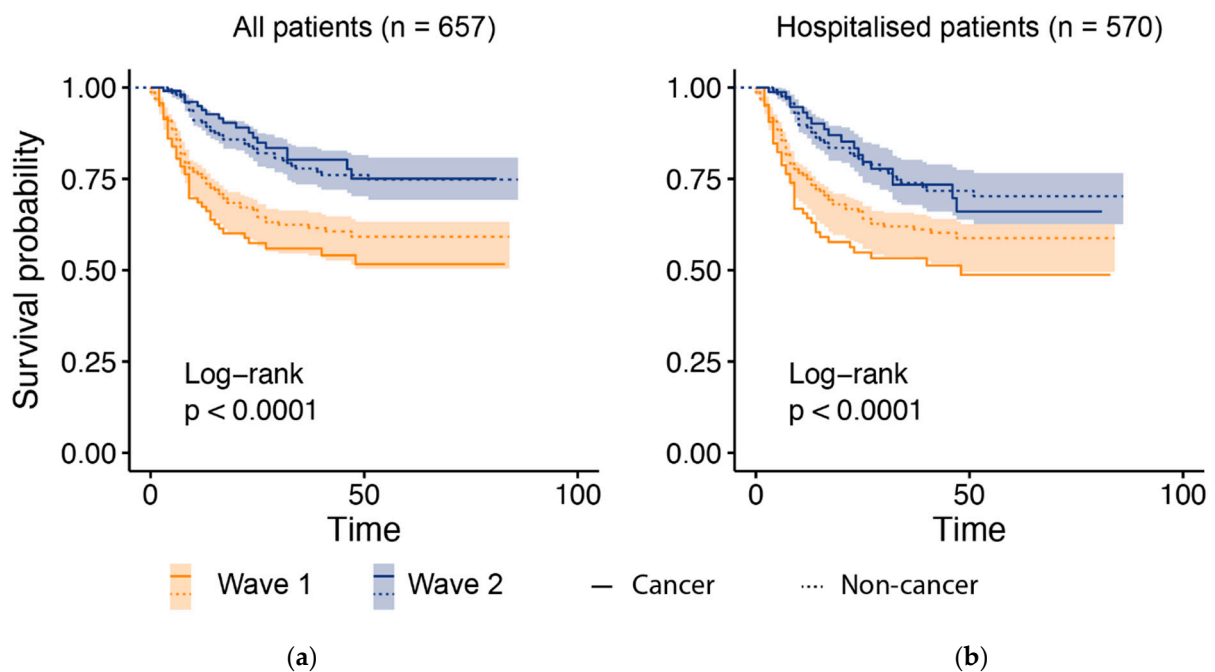 All patients (n = 657)
Hospitalised patients (n = 570)
Survival probability
1.00
0.75
0.50
0.25
0.00
Log-rank
p < 0.0001
0 50 100
Time
1.00
0.75
0.50
0.25
0.00
Log-rank
p < 0.0001
0 50 100
Time
Wave 1 Wave 2 Cancer Non-cancer
(a) (b)